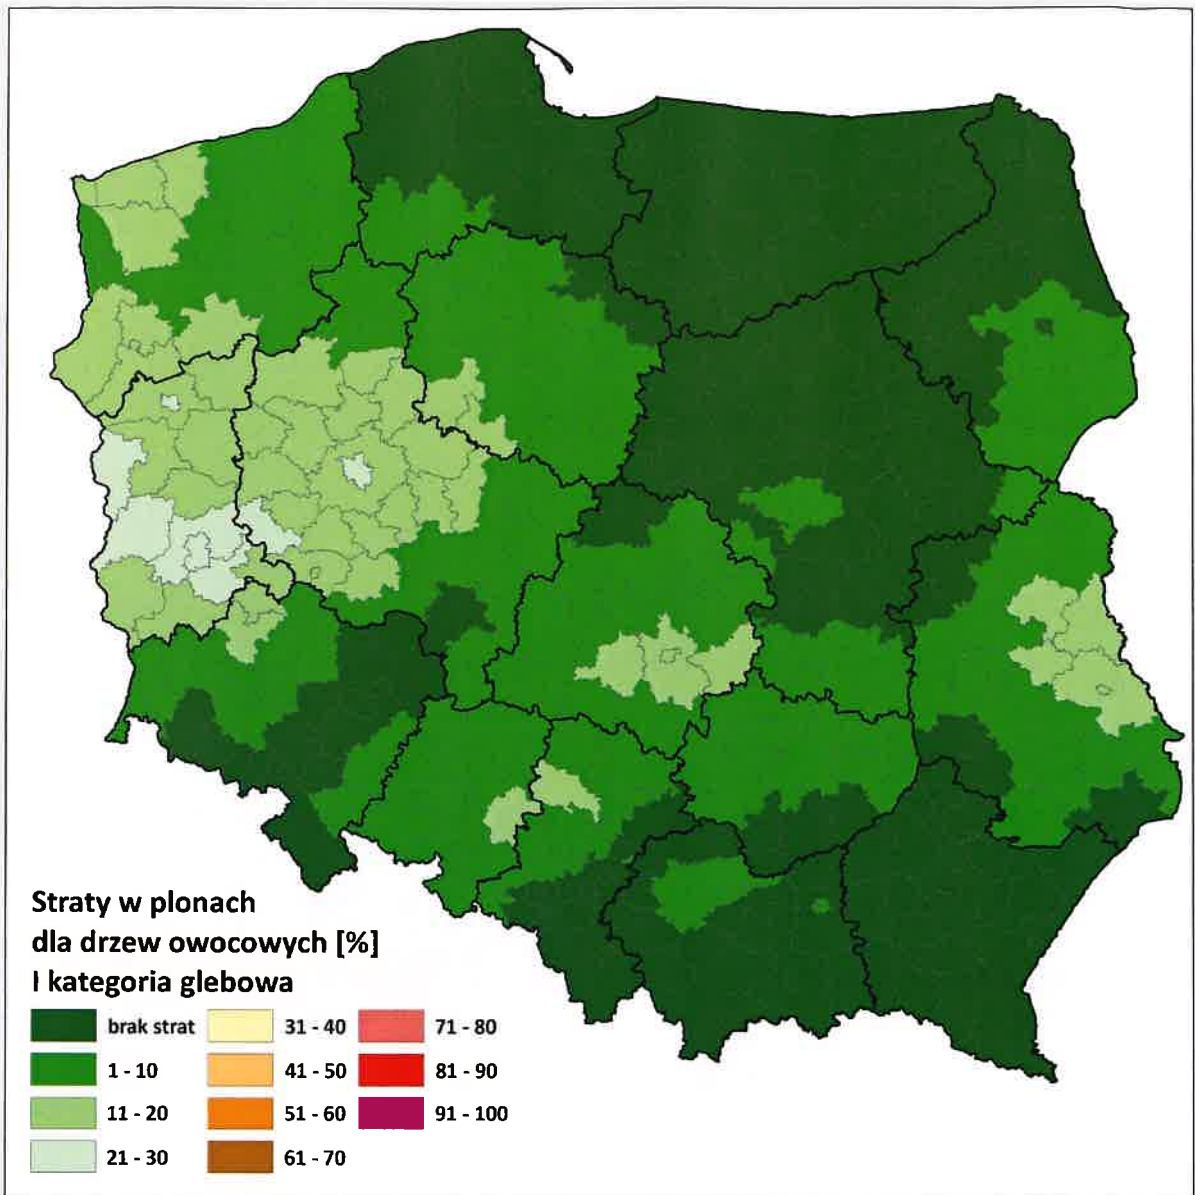 Straty w plonach
dla drzew owocowych [%]
I kategoria glebowa
brak strat
1 - 10
11 - 20
21 - 30
31 - 40
41 - 50
51 - 60
61 - 70
71 - 80
81 - 90
91 - 100